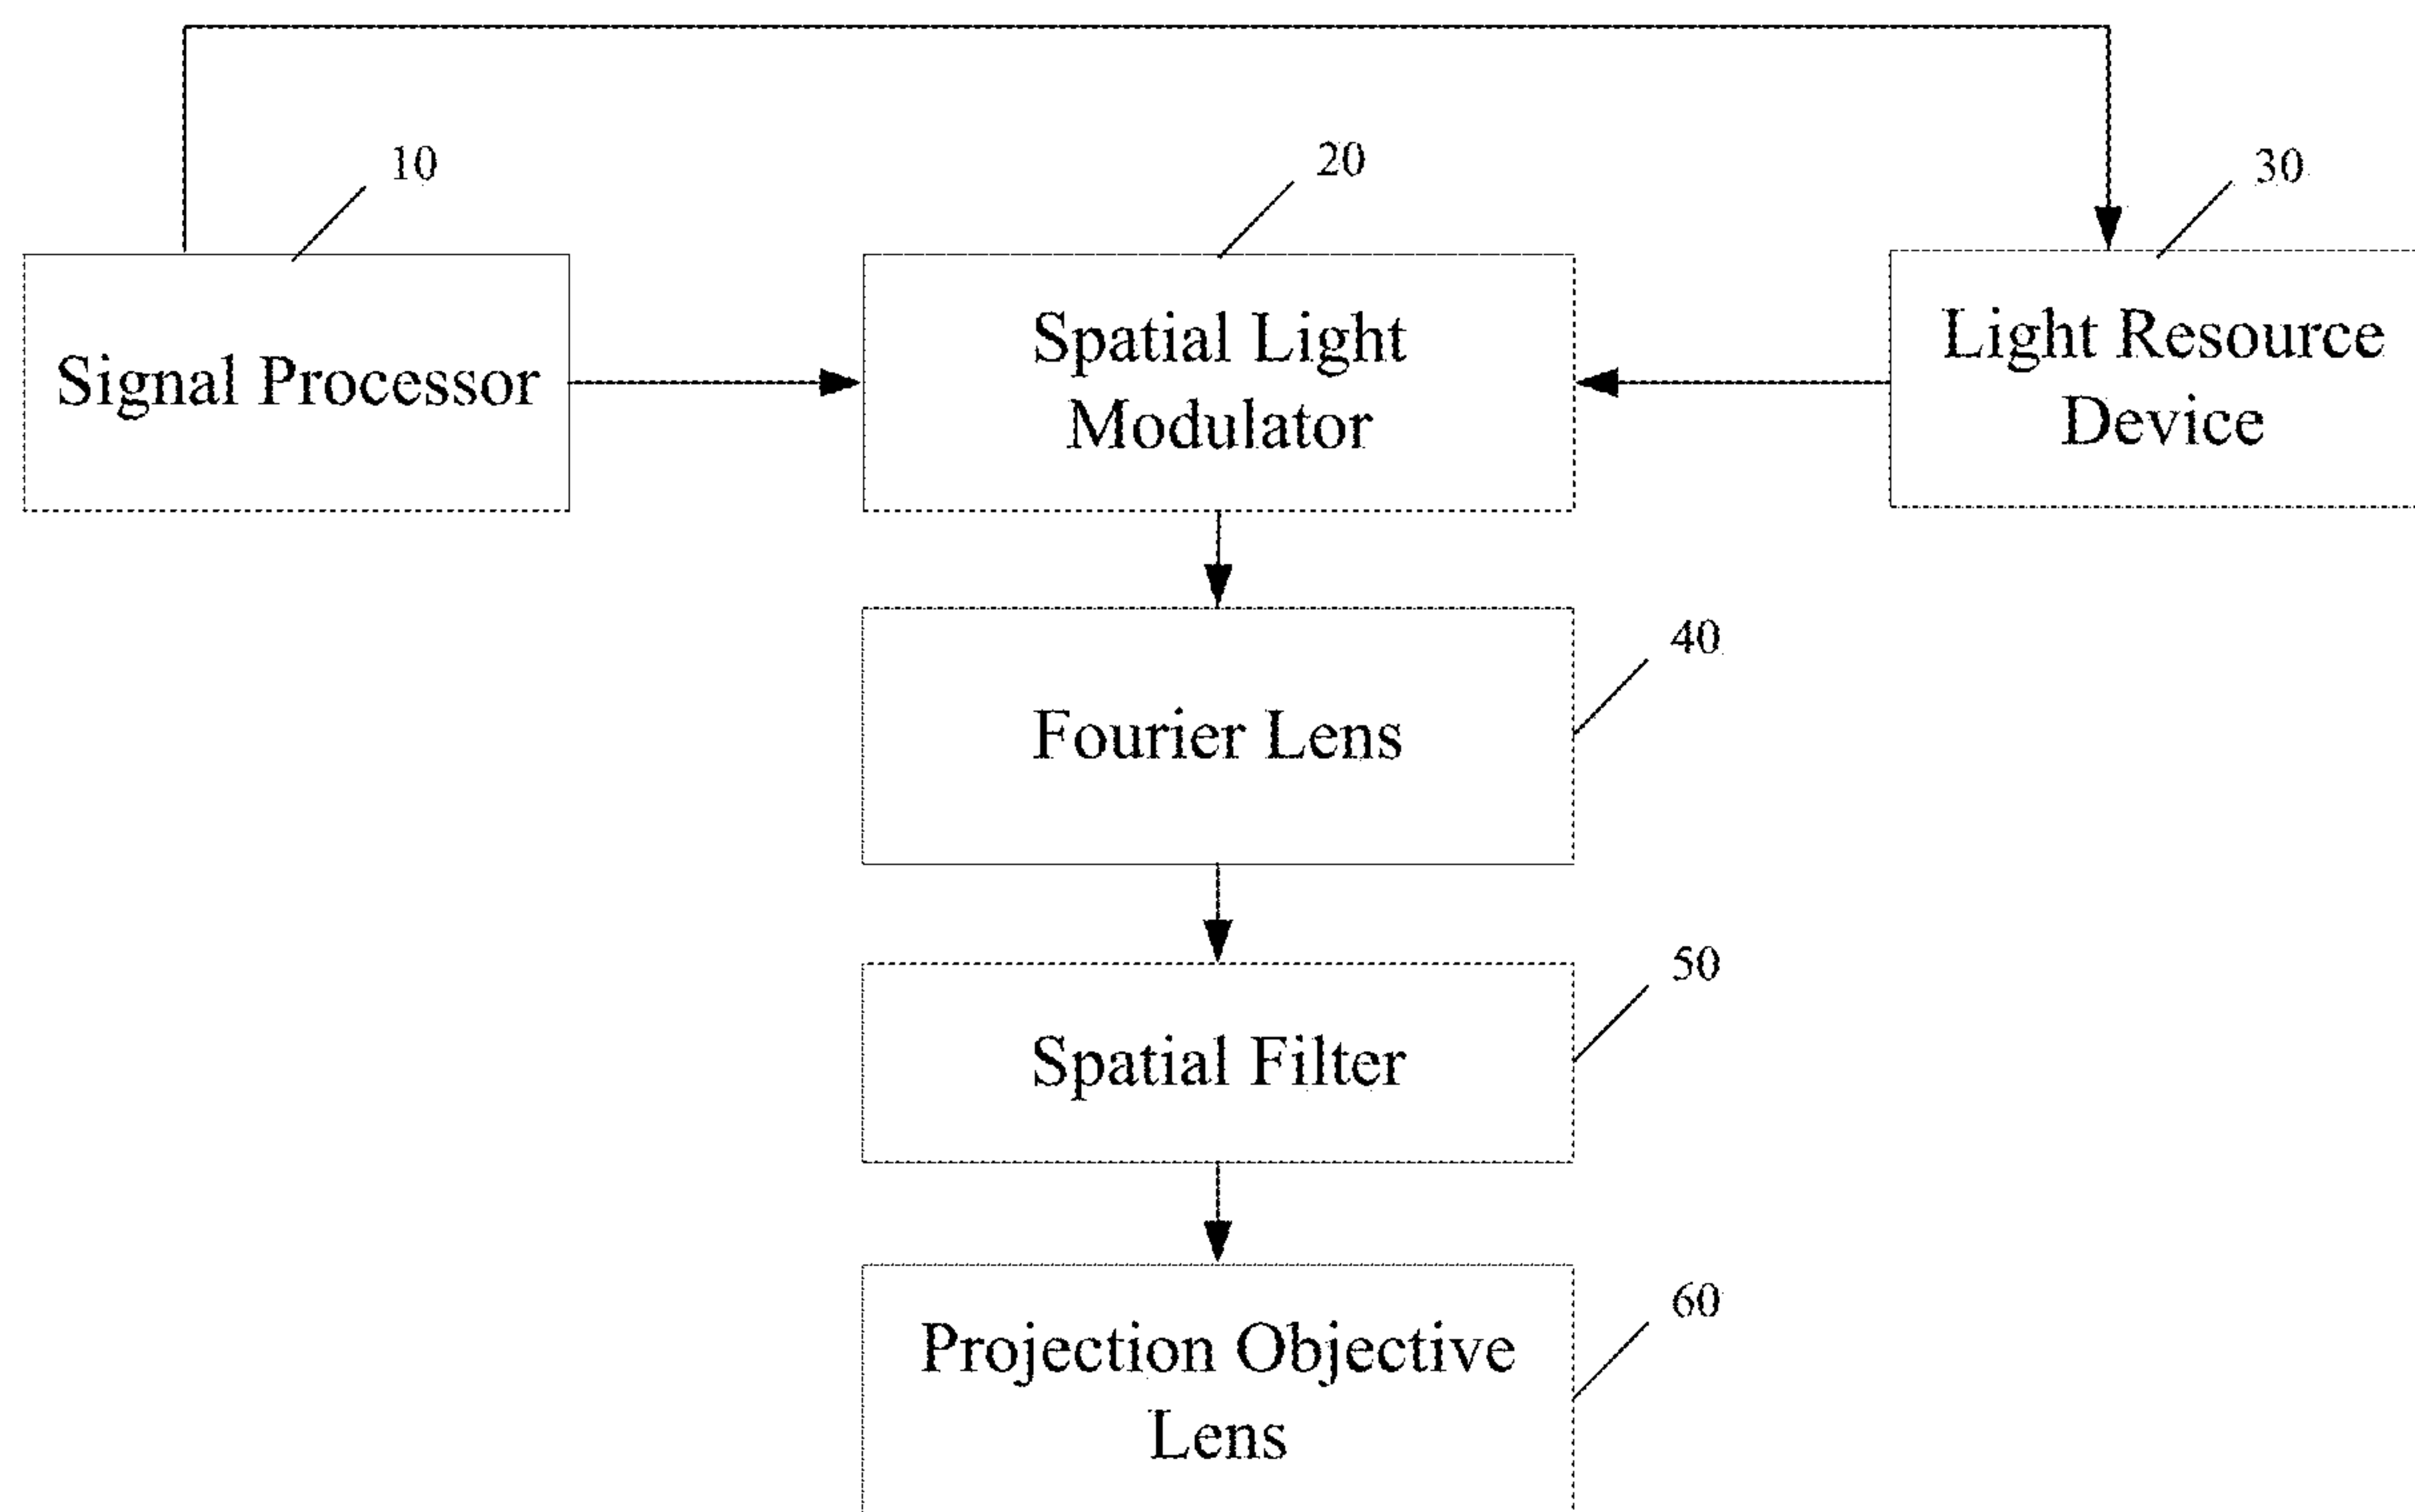 10
20
30
Signal Processor
Spatial Light
Modulator
Light Resource
Device
40
Fourier Lens
50
Spatial Filter
60
Projection Objective
Lens